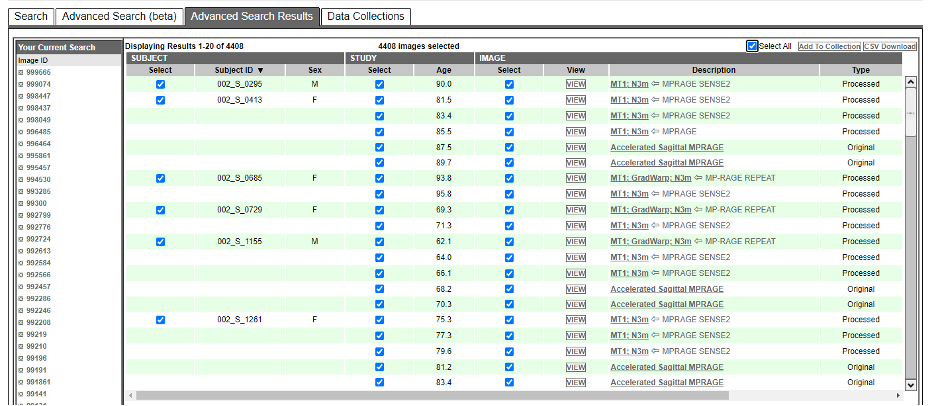 Search Advanced Search (beta) Advanced Search Results Data Collections
Your Current Search Displaying Results 1-20 of 4408 4408 images selected Select All Add To Collection CSV Download
Image ID SUBJECT STUDY IMAGE
Select Subject ID ▼ Sex Select Age Select View Description Type
999666 002_S_0295 M 90.0 VIEW MT1; N3m ⇐ MPRAGE SENSE2 Processed
999074
998447 002_S_0413 F 81.5 VIEW MT1; N3m ⇐ MPRAGE SENSE2 Processed
998437 83.4 VIEW MT1; N3m ⇐ MPRAGE SENSE2 Processed
998049
996485 85.5 VIEW MT1; N3m ⇐ MPRAGE Processed
996464 87.5 VIEW Accelerated Sagittal MPRAGE Original
995861 89.7 VIEW Accelerated Sagittal MPRAGE Original
995457
994530 002_S_0685 F 93.8 VIEW MT1; GradWarp; N3m ⇐ MP-RAGE REPEAT Processed
993285 95.8 VIEW MT1; N3m ⇐ MPRAGE SENSE2 Processed
99300
992799 002_S_0729 F 69.3 VIEW MT1; GradWarp; N3m ⇐ MP-RAGE REPEAT Processed
992776 71.3 VIEW MT1; N3m ⇐ MPRAGE SENSE2 Processed
992724 002_S_1155 M 62.1 VIEW MT1; GradWarp; N3m ⇐ MP-RAGE REPEAT Processed
992613
992584 64.0 VIEW MT1; N3m ⇐ MPRAGE SENSE2 Processed
992566 66.1 VIEW MT1; N3m ⇐ MPRAGE SENSE2 Processed
992457 68.2 VIEW Accelerated Sagittal MPRAGE Original
992286 70.3 VIEW Accelerated Sagittal MPRAGE Original
992246
992208 002_S_1261 F 75.3 VIEW MT1; N3m ⇐ MPRAGE SENSE2 Processed
99219 77.3 VIEW MT1; N3m ⇐ MPRAGE SENSE2 Processed
99210
99196 79.6 VIEW MT1; N3m ⇐ MPRAGE SENSE2 Processed
99191 81.2 VIEW Accelerated Sagittal MPRAGE Original
991861 83.4 VIEW Accelerated Sagittal MPRAGE Original
99141